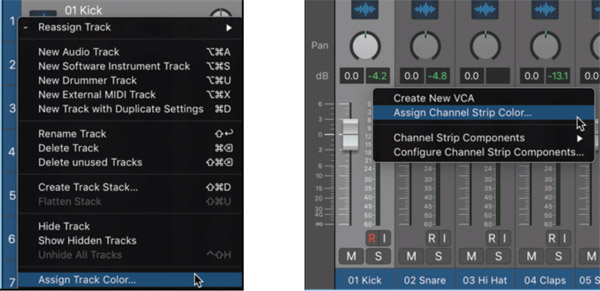 1
01 Kick
Reassign Track
New Audio Track ⌥⌘A
2
New Software Instrument Track ⌥⌘S
New Drummer Track ⌥⌘U
New External MIDI Track ⌥⌘X
3
New Track with Duplicate Settings ⌘D
Rename Track ⇧↩
4
Delete Track ⌘⌫
Delete unused Tracks ⇧⌘⌫
5
Create Track Stack... ⇧⌘D
Flatten Stack ⇧⌘U
Hide Track
6
Show Hidden Tracks
Unhide All Tracks ⌃⇧H
7
Assign Track Color...
Pan
dB 0.0 -4.2 0.0 -4.8 0.0 0.0 -13.1 0.0
Create New VCA
Assign Channel Strip Color...
Channel Strip Components
Configure Channel Strip Components...
R I R I R I R I
M S M S M S M S M
01 Kick 02 Snare 03 Hi Hat 04 Claps 05 S